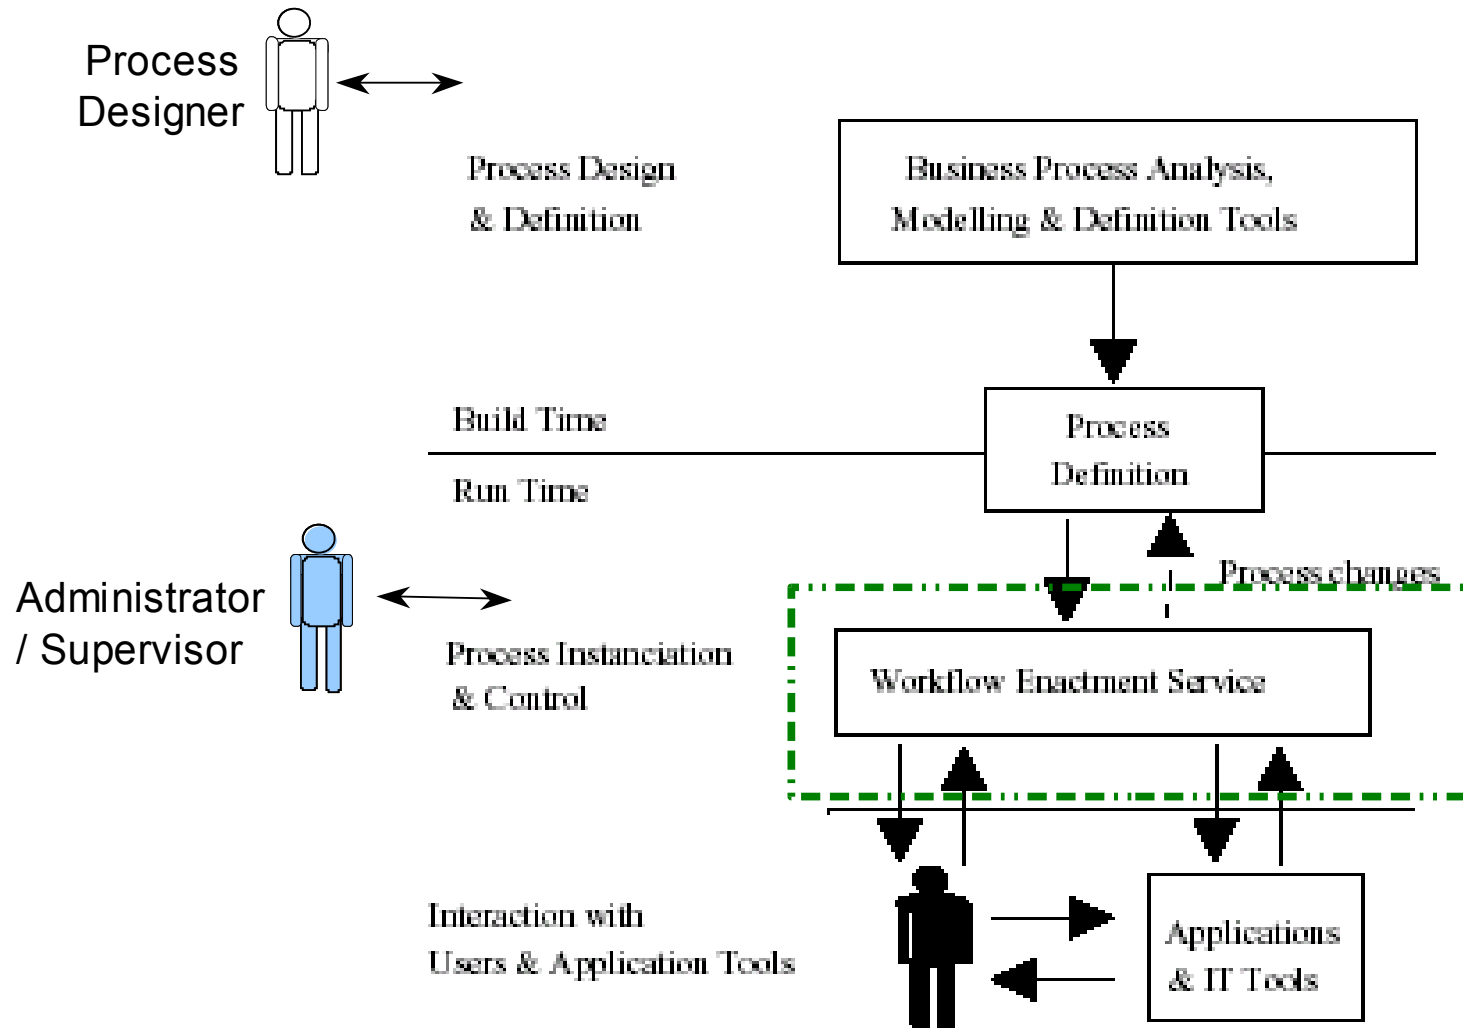 Process
Designer
Process Design
& Definition
Business Process Analysis,
Modelling & Definition Tools
Build Time
Process
Definition
Run Time
Process changes
Administrator
/ Supervisor
Process Instanciation
& Control
Workflow Enactment Service
Interaction with
Users & Application Tools
Applications
& IT Tools